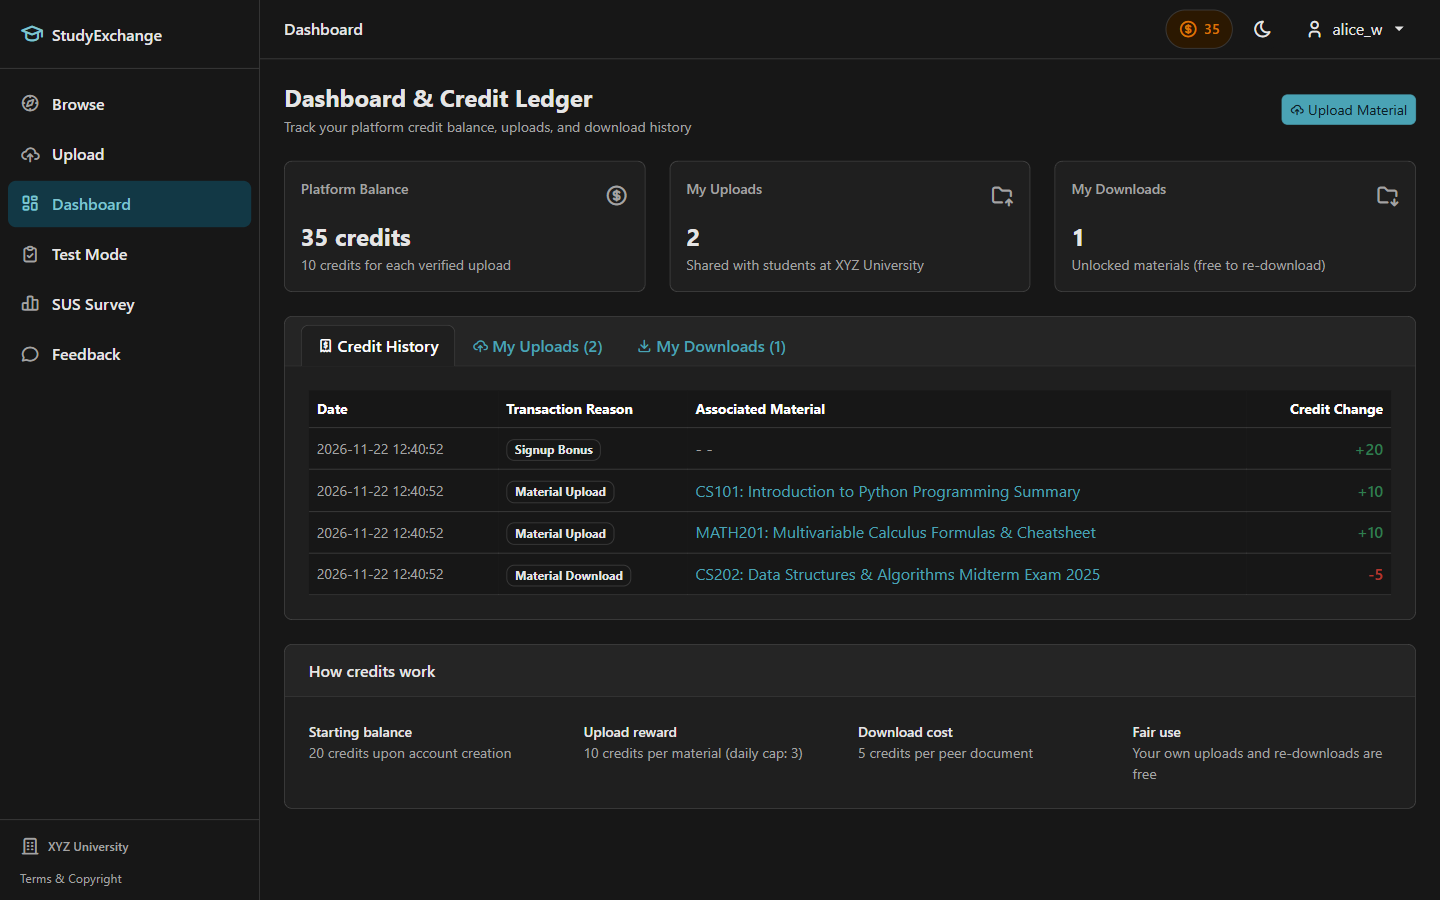 StudyExchange
Browse
Upload
Dashboard
Test Mode
SUS Survey
Feedback
XYZ University
Terms & Copyright
Dashboard
35
alice_w
Dashboard & Credit Ledger
Track your platform credit balance, uploads, and download history
Upload Material
Platform Balance
35 credits
10 credits for each verified upload
My Uploads
2
Shared with students at XYZ University
My Downloads
1
Unlocked materials (free to re-download)
Credit History My Uploads (2) My Downloads (1)
Date Transaction Reason Associated Material Credit Change
2026-11-22 12:40:52 Signup Bonus - - +20
2026-11-22 12:40:52 Material Upload CS101: Introduction to Python Programming Summary +10
2026-11-22 12:40:52 Material Upload MATH201: Multivariable Calculus Formulas & Cheatsheet +10
2026-11-22 12:40:52 Material Download CS202: Data Structures & Algorithms Midterm Exam 2025 -5
How credits work
Starting balance
20 credits upon account creation
Upload reward
10 credits per material (daily cap: 3)
Download cost
5 credits per peer document
Fair use
Your own uploads and re-downloads are
free